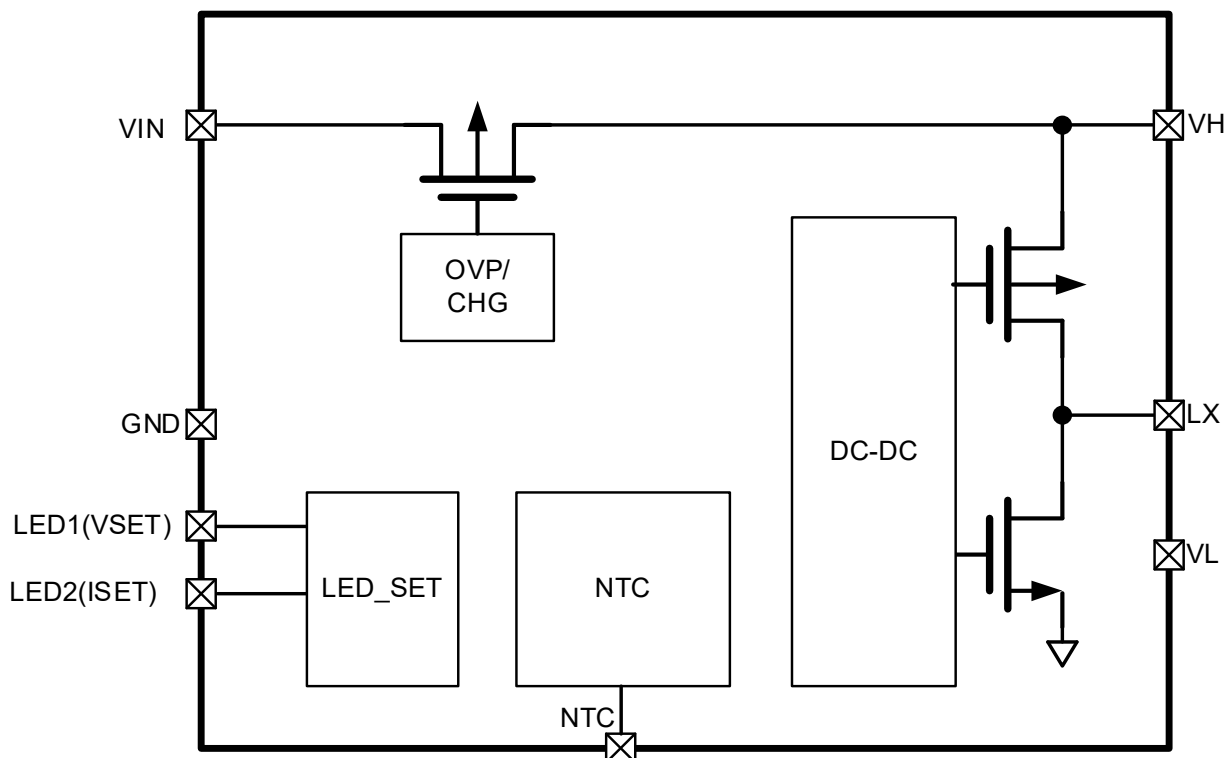 VIN
VH
OVP/
CHG
GND
LX
DC-DC
LED1(VSET)
VL
LED2(ISET)
LED_SET
NTC
NTC